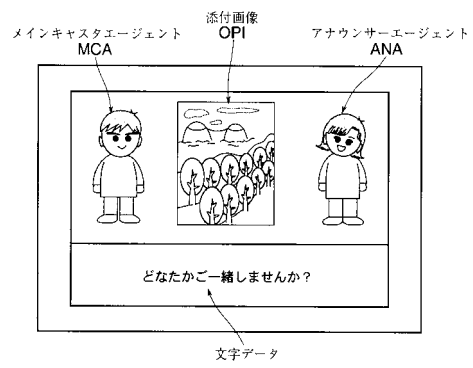 添付画像
OPI
メインキャスタエージェント
MCA
アナウンサーエージェント
ANA
どなたかご一緒しませんか？
文字データ